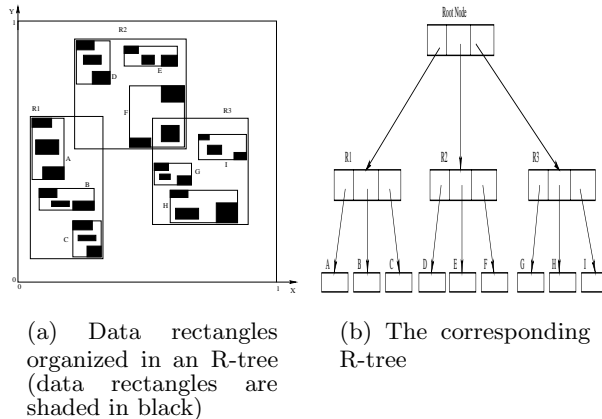 Y
1
R2
D
E
F
R1
R3
A
I
G
B
H
C
0
0
1
X
Root Node
R1
R2
R3
A
B
C
D
E
F
G
H
I
(a) Data rectangles
organized in an R-tree
(data rectangles are
shaded in black)
(b) The corresponding
R-tree